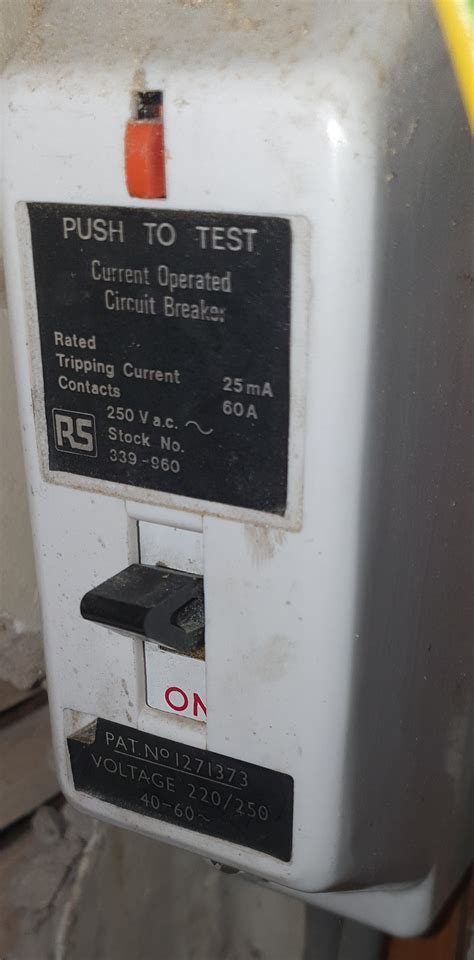 PUSH TO TEST
Current Operated
Circuit Breaker
Rated
Tripping Current 25mA
Contacts 60A
250 V a.c. ~
RS Stock No.
339-960
ON
PAT. No 1271373
VOLTAGE 220/250
40-60~